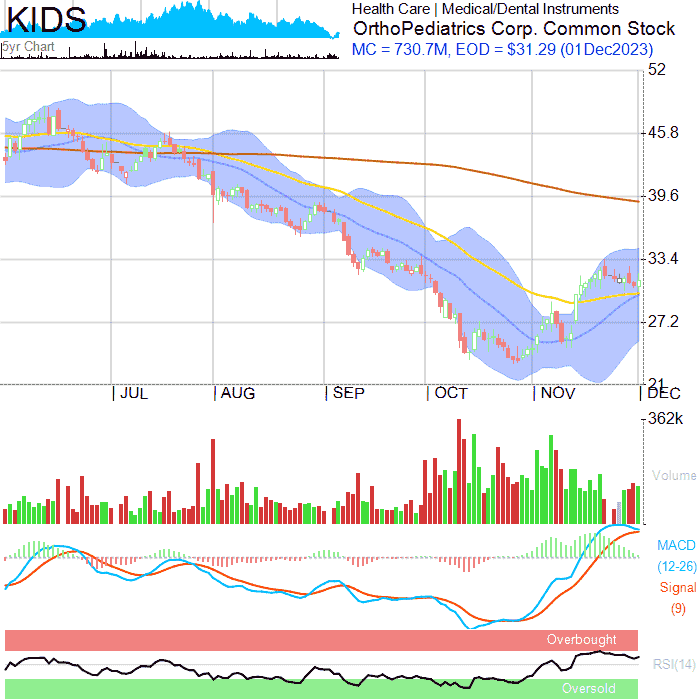 KIDS
5yr Chart
Health Care | Medical/Dental Instruments
OrthoPediatrics Corp. Common Stock
MC = 730.7M, EOD = $31.29 (01Dec2023)
52
45.8
39.6
33.4
27.2
21
JUL AUG SEP OCT NOV DEC
362k
Volume
MACD
(12-26)
Signal
(9)
Overbought
RSI(14)
Oversold